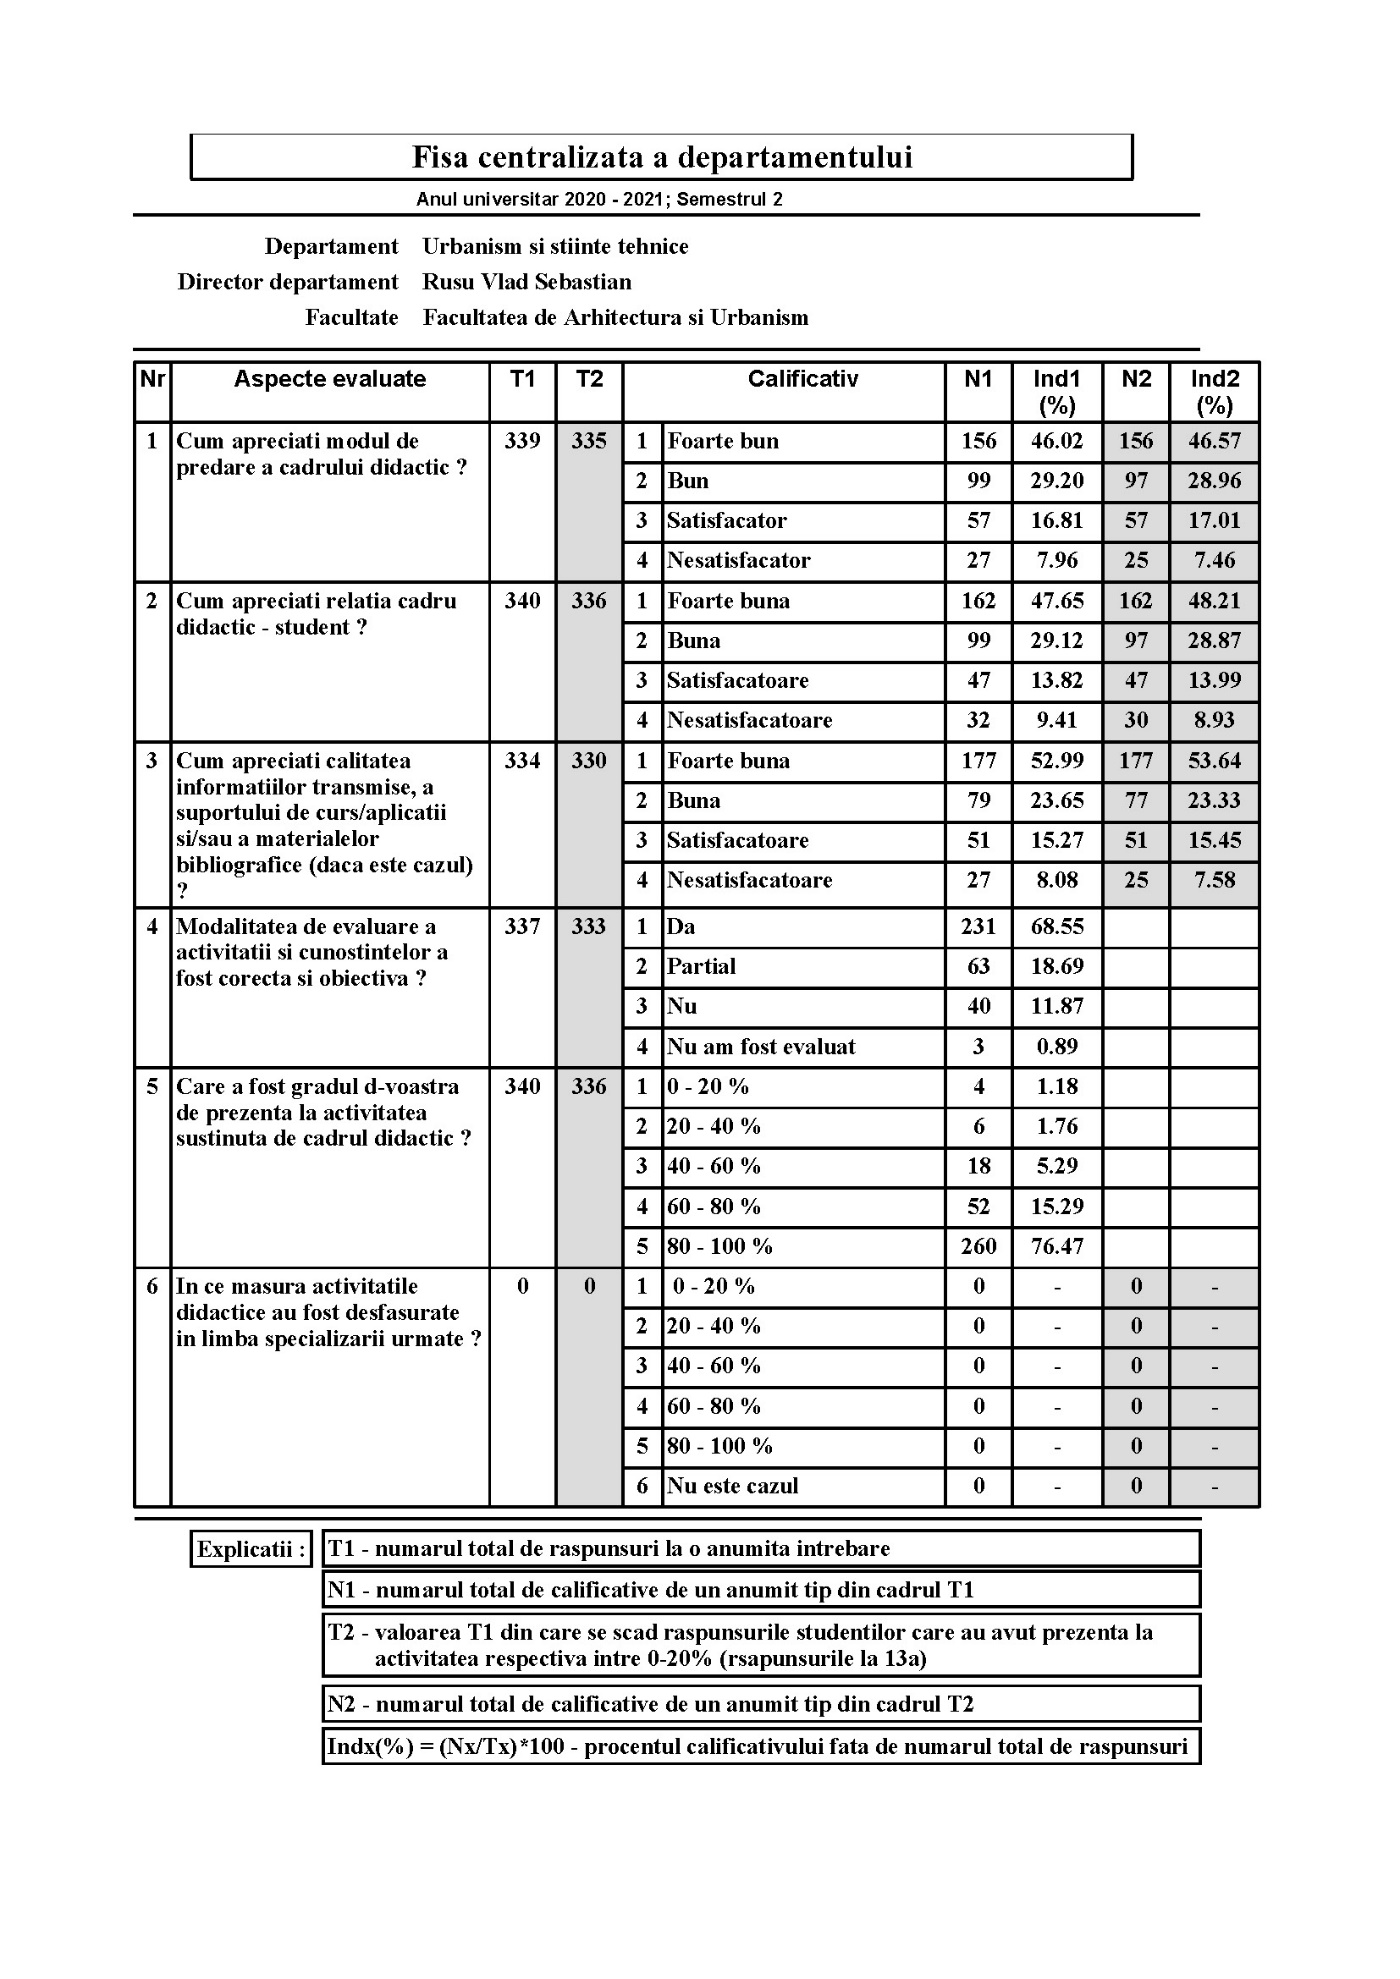 Fisa centralizata a departamentului
Anul universitar 2020 - 2021; Semestrul 2
Departament Urbanism si stiinte tehnice
Director departament Rusu Vlad Sebastian
Facultate Facultatea de Arhitectura si Urbanism
Nr Aspecte evaluate T1 T2 Calificativ N1 Ind1 N2 Ind2
(%) (%)
1 Cum apreciati modul de 339 335 1 Foarte bun 156 46.02 156 46.57
predare a cadrului didactic ?
2 Bun 99 29.20 97 28.96
3 Satisfacator 57 16.81 57 17.01
4 Nesatisfacator 27 7.96 25 7.46
2 Cum apreciati relatia cadru 340 336 1 Foarte buna 162 47.65 162 48.21
didactic - student ?
2 Buna 99 29.12 97 28.87
3 Satisfacatoare 47 13.82 47 13.99
4 Nesatisfacatoare 32 9.41 30 8.93
3 Cum apreciati calitatea 334 330 1 Foarte buna 177 52.99 177 53.64
informatiilor transmise, a
2 Buna 79 23.65 77 23.33
suportului de curs/aplicatii
si/sau a materialelor 3 Satisfacatoare 51 15.27 51 15.45
bibliografice (daca este cazul)
4 Nesatisfacatoare 27 8.08 25 7.58
?
4 Modalitatea de evaluare a 337 333 1 Da 231 68.55
activitatii si cunostintelor a
2 Partial 63 18.69
fost corecta si obiectiva ?
3 Nu 40 11.87
4 Nu am fost evaluat 3 0.89
5 Care a fost gradul d-voastra 340 336 1 0 - 20 % 4 1.18
de prezenta la activitatea
2 20 - 40 % 6 1.76
sustinuta de cadrul didactic ?
3 40 - 60 % 18 5.29
4 60 - 80 % 52 15.29
5 80 - 100 % 260 76.47
6 In ce masura activitatile 0 0 1 0 - 20 % 0 - 0 -
didactice au fost desfasurate
2 20 - 40 % 0 - 0 -
in limba specializarii urmate ?
3 40 - 60 % 0 - 0 -
4 60 - 80 % 0 - 0 -
5 80 - 100 % 0 - 0 -
6 Nu este cazul 0 - 0 -
Explicatii : T1 - numarul total de raspunsuri la o anumita intrebare
N1 - numarul total de calificative de un anumit tip din cadrul T1
T2 - valoarea T1 din care se scad raspunsurile studentilor care au avut prezenta la
activitatea respectiva intre 0-20% (rsapunsurile la 13a)
N2 - numarul total de calificative de un anumit tip din cadrul T2
Indx(%) = (Nx/Tx)*100 - procentul calificativului fata de numarul total de raspunsuri